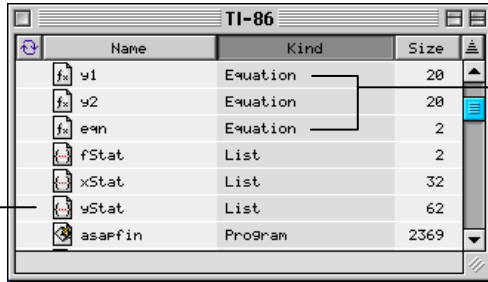 TI-86
Name Kind Size
y1 Equation 20
y2 Equation 20
eqn Equation 2
fStat List 2
xStat List 32
yStat List 62
asapfin Program 2369